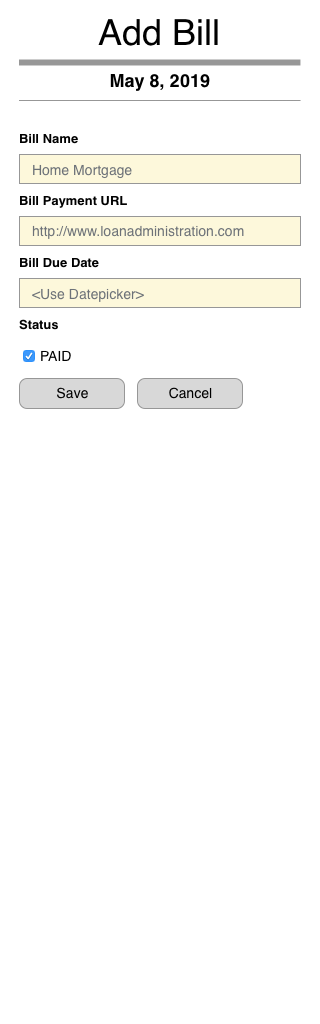 Add Bill
May 8, 2019
Bill Name
Home Mortgage
Bill Payment URL
http://www.loanadministration.com
Bill Due Date
<Use Datepicker>
Status
PAID
Save Cancel